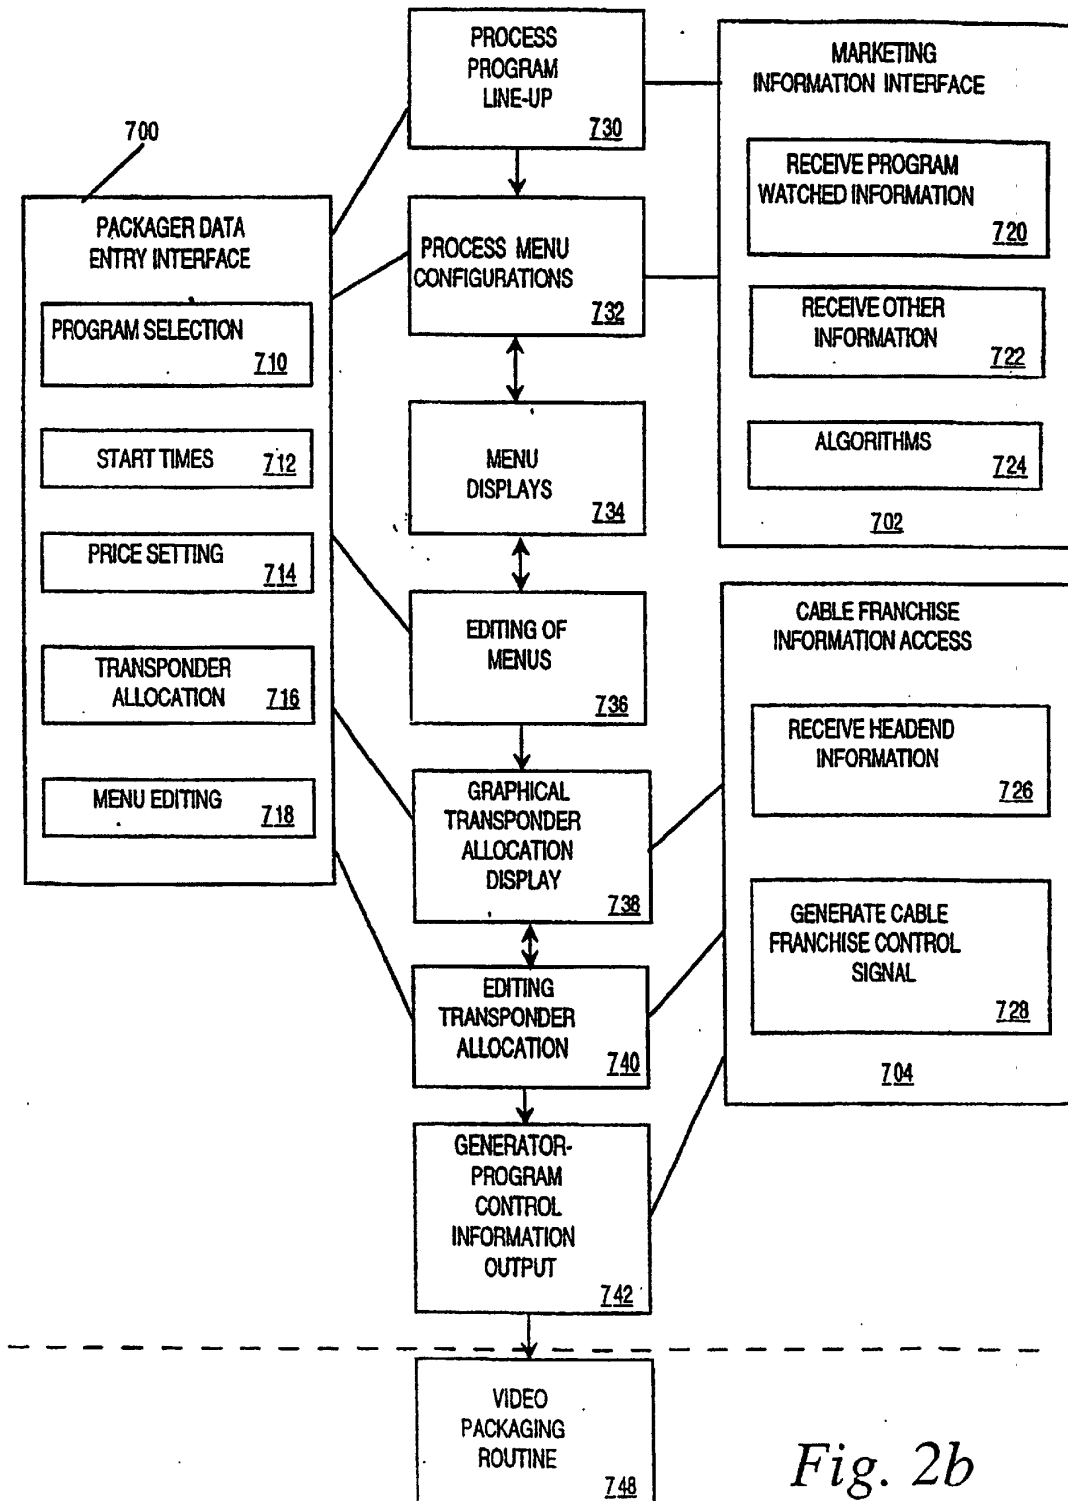 PROCESS
PROGRAM
LINE-UP
730
MARKETING
INFORMATION INTERFACE
RECEIVE PROGRAM
WATCHED INFORMATION
720
RECEIVE OTHER
INFORMATION
722
ALGORITHMS
724
702
700
PACKAGER DATA
ENTRY INTERFACE
PROGRAM SELECTION
710
START TIMES 712
PRICE SETTING
714
TRANSPONDER
ALLOCATION 716
MENU EDITING 718
PROCESS MENU
CONFIGURATIONS
732
MENU
DISPLAYS
734
EDITING OF
MENUS
736
GRAPHICAL
TRANSPONDER
ALLOCATION
DISPLAY
738
EDITING
TRANSPONDER
ALLOCATION 740
GENERATOR-
PROGRAM
CONTROL
INFORMATION
OUTPUT
742
CABLE FRANCHISE
INFORMATION ACCESS
RECEIVE HEADEND
INFORMATION
726
GENERATE CABLE
FRANCHISE CONTROL
SIGNAL
728
704
VIDEO
PACKAGING
ROUTINE
748
Fig. 2b